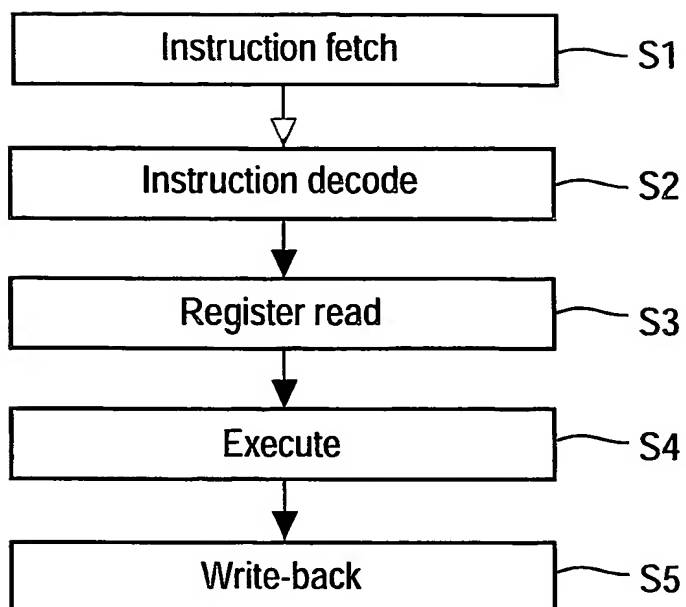 Instruction fetch S1
Instruction decode S2
Register read S3
Execute S4
Write-back S5